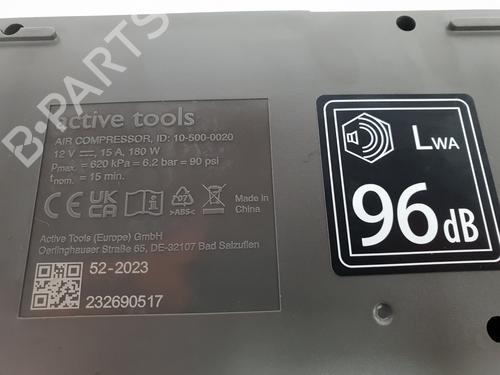 active tools
AIR COMPRESSOR, ID: 10-500-0020
12 V ⎓, 15 A, 180 W
pmax. = 620 kPa = 6,2 bar = 90 psi
tnom. = 15 min.
CE UK CA
07
>ABS<
Made in
China
Active Tools (Europe) GmbH
Oerlinghauser Straße 65, DE-32107 Bad Salzuflen
52-2023
232690517
LWA
96dB
B-PARTS